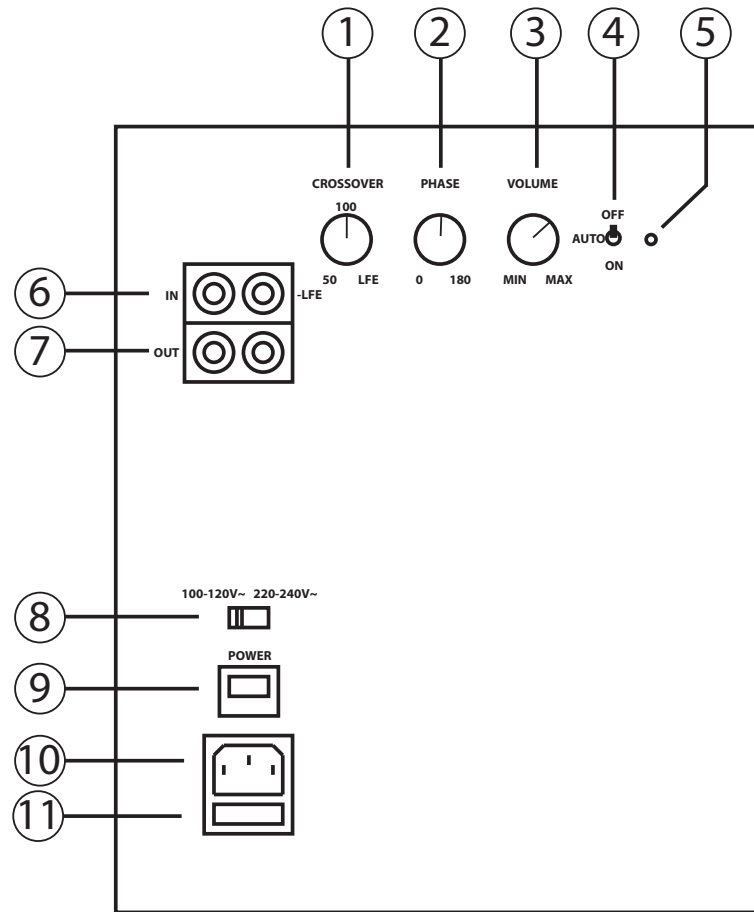 1 2 3 4 5
CROSSOVER PHASE VOLUME
100
OFF
AUTO
ON
50 LFE 0 180 MIN MAX
6 IN -LFE
7 OUT
100-120V~ 220-240V~
8
POWER
9
10
11